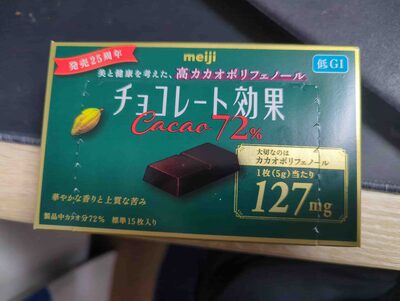 発売25周年
meiji
低GI
美と健康を考えた、高カカオポリフェノール
チョコレート効果
Cacao 72%
大切なのは
カカオポリフェノール
1枚(5g)当たり
127mg
華やかな香りと上質な苦み
製品中カカオ分72% 標準15枚入り